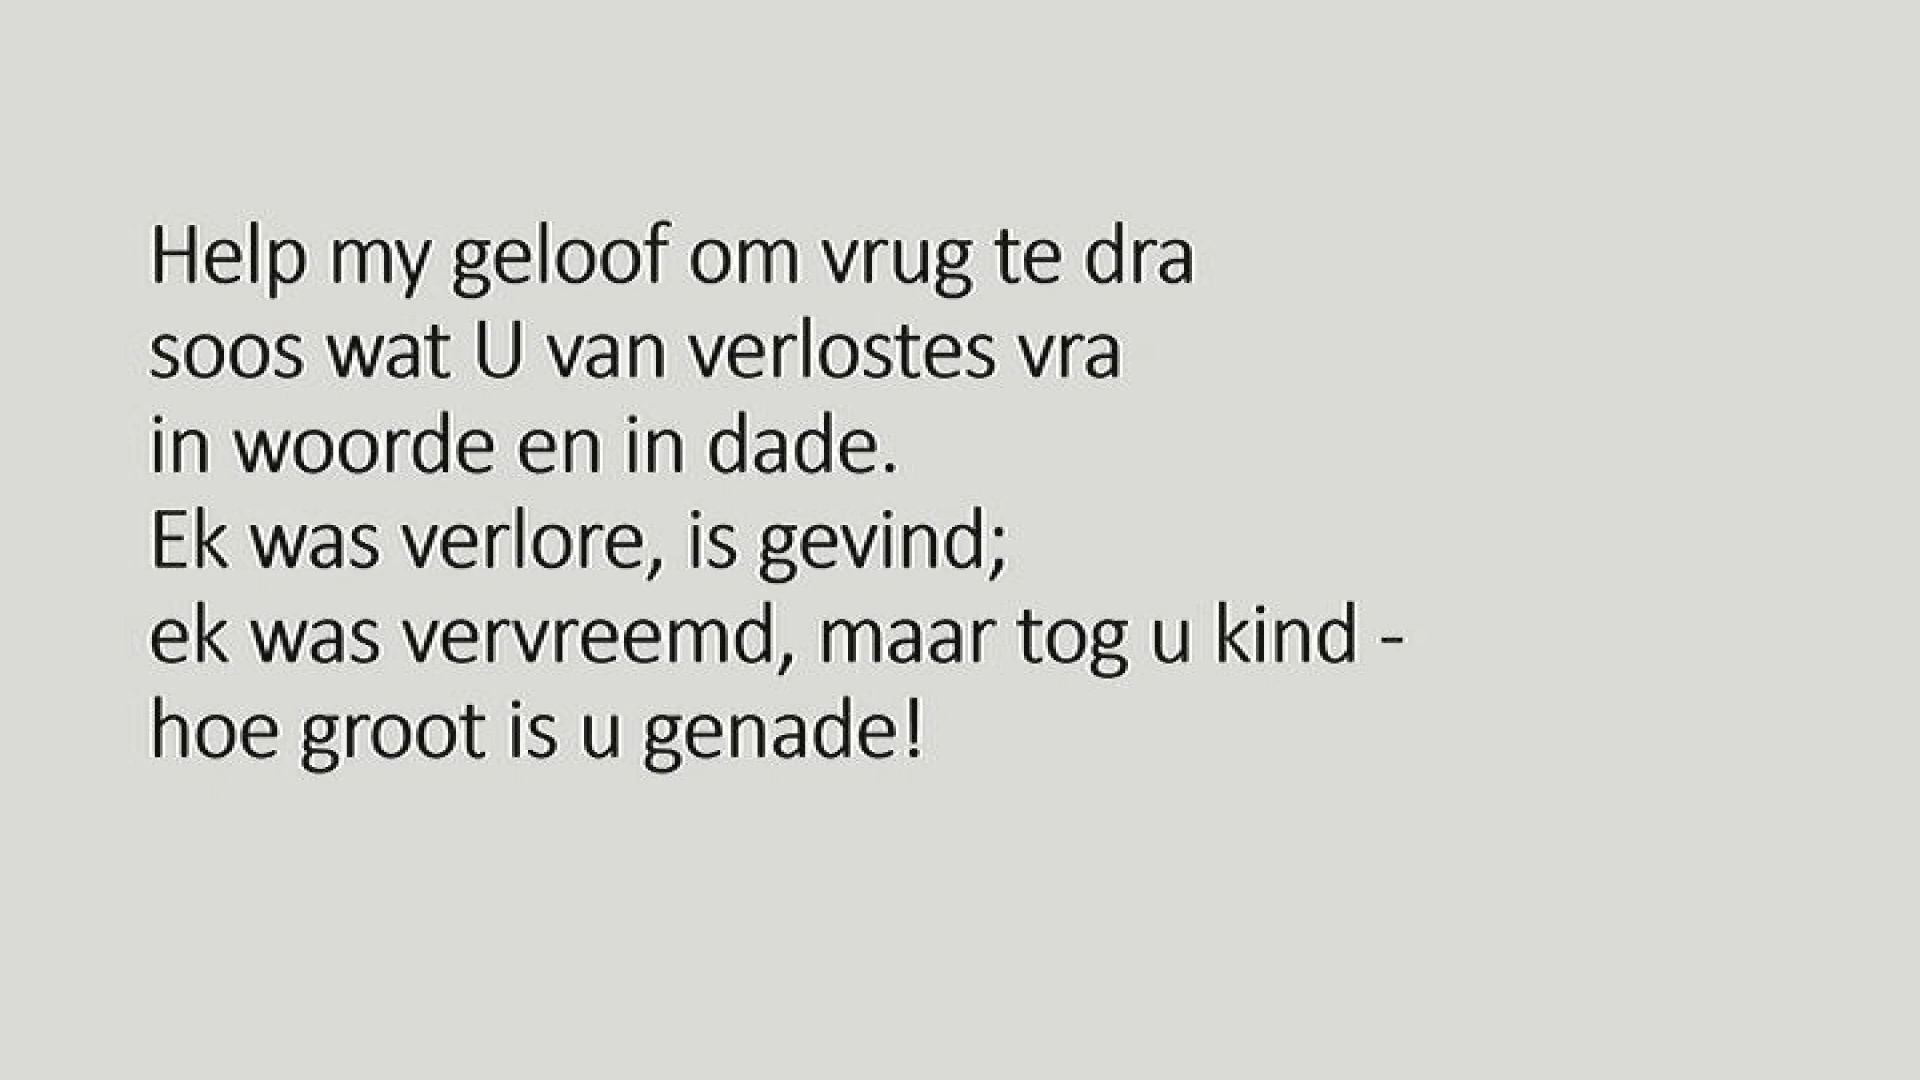 Help my geloof om vrug te dra
soos wat U van verlostes vra
in woorde en in dade.
Ek was verlore, is gevind;
ek was vervreemd, maar tog u kind -
hoe groot is u genade!